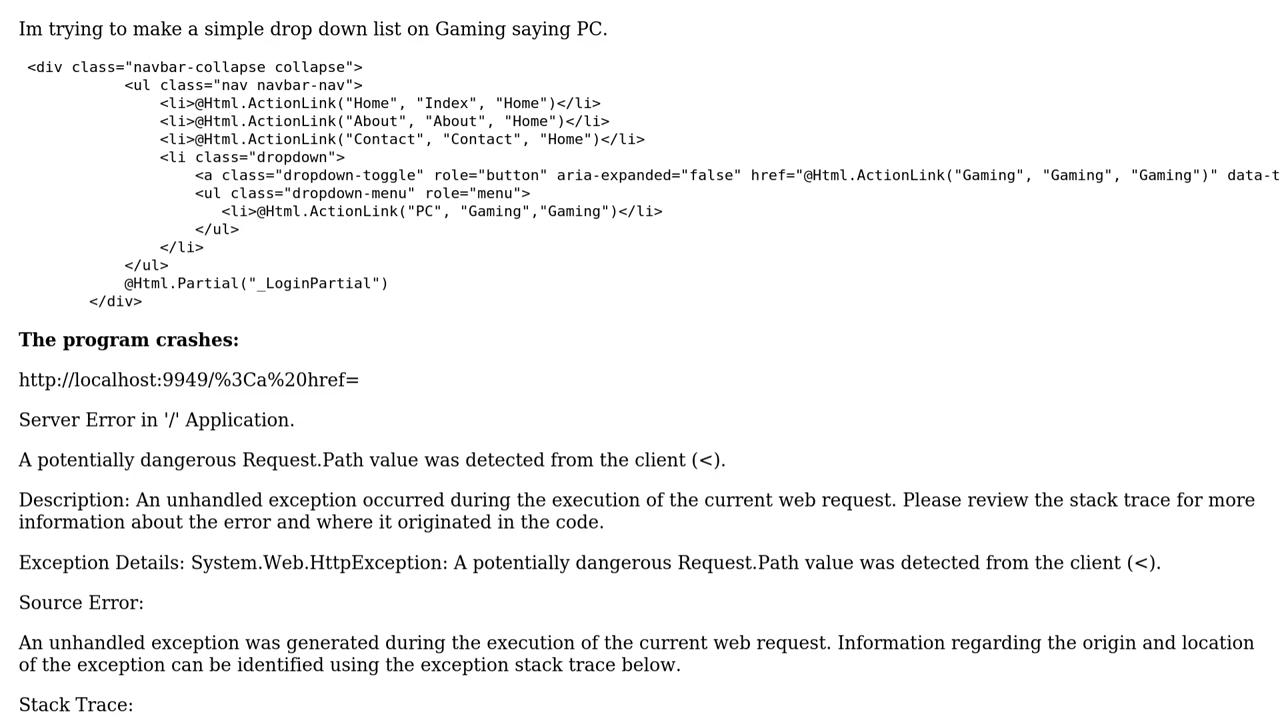 Im trying to make a simple drop down list on Gaming saying PC.
<div class="navbar-collapse collapse">
<ul class="nav navbar-nav">
<li>@Html.ActionLink("Home", "Index", "Home")</li>
<li>@Html.ActionLink("About", "About", "Home")</li>
<li>@Html.ActionLink("Contact", "Contact", "Home")</li>
<li class="dropdown">
<a class="dropdown-toggle" role="button" aria-expanded="false" href="@Html.ActionLink("Gaming", "Gaming", "Gaming")" data-t
<ul class="dropdown-menu" role="menu">
<li>@Html.ActionLink("PC", "Gaming","Gaming")</li>
</ul>
</li>
</ul>
@Html.Partial("_LoginPartial")
</div>
The program crashes:
http://localhost:9949/%3Ca%20href=
Server Error in '/' Application.
A potentially dangerous Request.Path value was detected from the client (<).
Description: An unhandled exception occurred during the execution of the current web request. Please review the stack trace for more
information about the error and where it originated in the code.
Exception Details: System.Web.HttpException: A potentially dangerous Request.Path value was detected from the client (<).
Source Error:
An unhandled exception was generated during the execution of the current web request. Information regarding the origin and location
of the exception can be identified using the exception stack trace below.
Stack Trace: